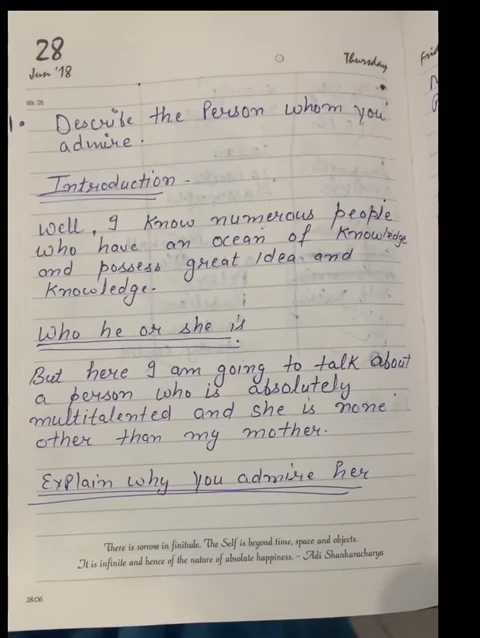 28
Jun '18
Thursday
Wk 26
1. Describe the Person whom you
admire.
Introduction -
Well, I know numerous people
who have an ocean of knowledge
and possess great idea and
knowledge.
Who he or she is
But here I am going to talk about
a person who is absolutely
multitalented and she is none
other than my mother.
Explain why you admire her
There is sorrow in finitude. The Self is beyond time, space and objects.
It is infinite and hence of the nature of absolute happiness. - Adi Shankaracharya
28.06